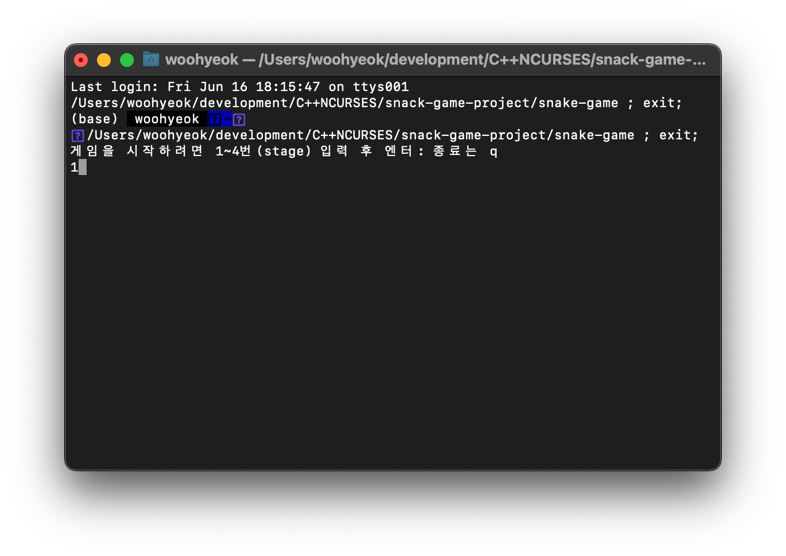 woohyeok — /Users/woohyeok/development/C++NCURSES/snack-game-...
Last login: Fri Jun 16 18:15:47 on ttys001
/Users/woohyeok/development/C++NCURSES/snack-game-project/snake-game ; exit;
(base)  woohyeok  ? ~ ?
? /Users/woohyeok/development/C++NCURSES/snack-game-project/snake-game ; exit;
게임을 시작하려면 1~4번(stage) 입력 후 엔터: 종료는 q
1